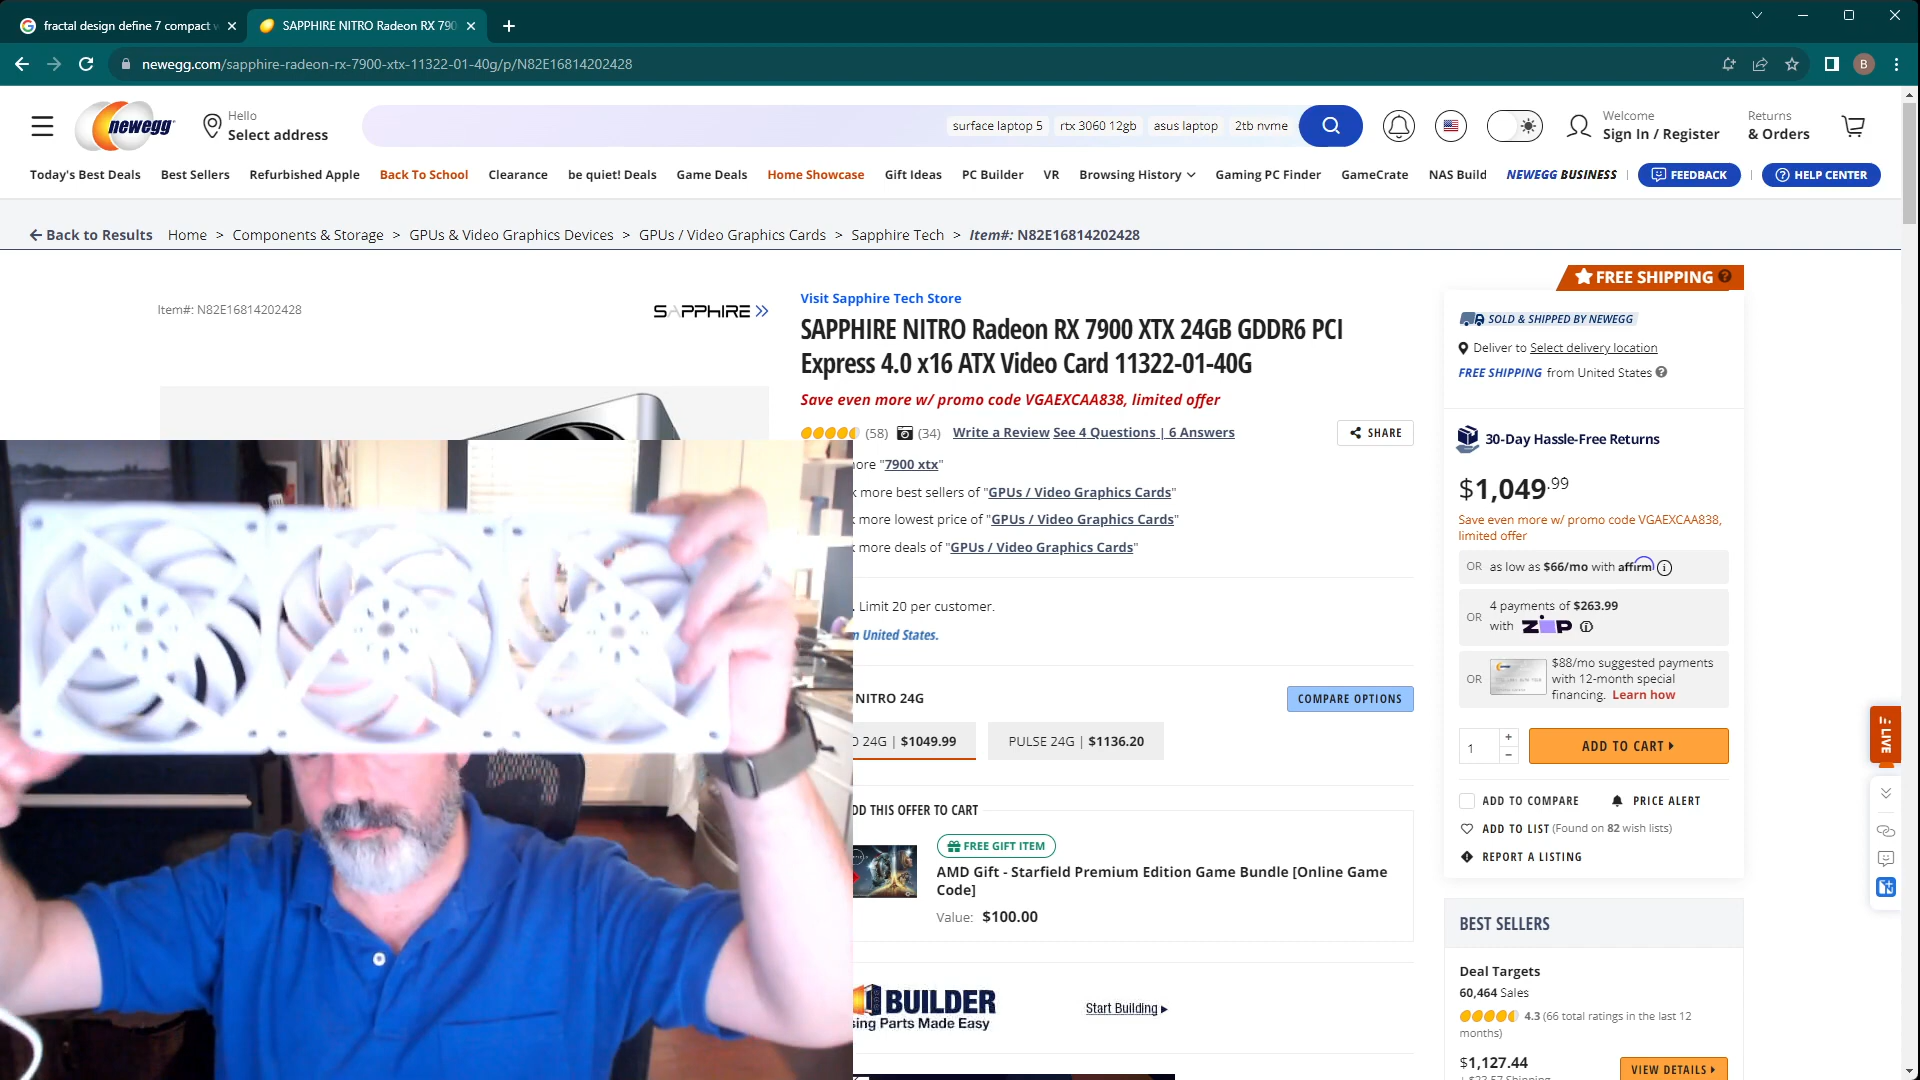 fractal design define 7 compact w
SAPPHIRE NITRO Radeon RX 790
newegg.com/sapphire-radeon-rx-7900-xtx-11322-01-40g/p/N82E16814202428
B
newegg
Hello
Select address
surface laptop 5
rtx 3060 12gb
asus laptop
2tb nvme
Welcome
Sign In / Register
Returns
& Orders
Today's Best Deals
Best Sellers
Refurbished Apple
Back To School
Clearance
be quiet! Deals
Game Deals
Home Showcase
Gift Ideas
PC Builder
VR
Browsing History
Gaming PC Finder
GameCrate
NAS Build
NEWEGG BUSINESS
FEEDBACK
HELP CENTER
Back to Results
Home > Components & Storage > GPUs & Video Graphics Devices > GPUs / Video Graphics Cards > Sapphire Tech > Item#: N82E16814202428
Item#: N82E16814202428
SAPPHIRE
Visit Sapphire Tech Store
SAPPHIRE NITRO Radeon RX 7900 XTX 24GB GDDR6 PCI
Express 4.0 x16 ATX Video Card 11322-01-40G
Save even more w/ promo code VGAEXCAA838, limited offer
(58) (34) Write a Review See 4 Questions | 6 Answers
SHARE
ore "7900 xtx"
more best sellers of "GPUs / Video Graphics Cards"
more lowest price of "GPUs / Video Graphics Cards"
more deals of "GPUs / Video Graphics Cards"
. Limit 20 per customer.
United States.
NITRO 24G
COMPARE OPTIONS
24G | $1049.99
PULSE 24G | $1136.20
DD THIS OFFER TO CART
FREE GIFT ITEM
AMD Gift - Starfield Premium Edition Game Bundle [Online Game
Code]
Value: $100.00
BUILDER
sing Parts Made Easy
Start Building
FREE SHIPPING
SOLD & SHIPPED BY NEWEGG
Deliver to Select delivery location
FREE SHIPPING from United States
30-Day Hassle-Free Returns
$1,049.99
Save even more w/ promo code VGAEXCAA838,
limited offer
OR as low as $66/mo with affirm
OR 4 payments of $263.99
with ZIP
OR $88/mo suggested payments
with 12-month special
financing. Learn how
1
+
−
ADD TO CART
ADD TO COMPARE
PRICE ALERT
ADD TO LIST (Found on 82 wish lists)
REPORT A LISTING
LIVE
BEST SELLERS
Deal Targets
60,464 Sales
4.3 (66 total ratings in the last 12
months)
$1,127.44
VIEW DETAILS